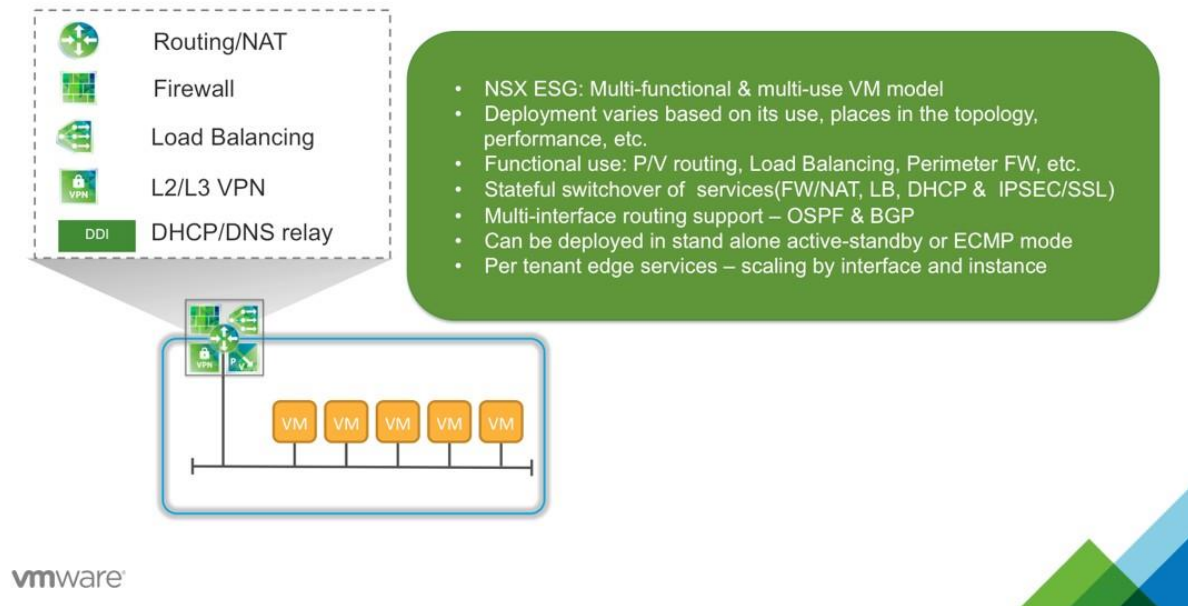 Routing/NAT
Firewall
Load Balancing
VPN
L2/L3 VPN
DDI
DHCP/DNS relay
• NSX ESG: Multi-functional & multi-use VM model
• Deployment varies based on its use, places in the topology,
performance, etc.
• Functional use: P/V routing, Load Balancing, Perimeter FW, etc.
• Stateful switchover of services(FW/NAT, LB, DHCP & IPSEC/SSL)
• Multi-interface routing support – OSPF & BGP
• Can be deployed in stand alone active-standby or ECMP mode
• Per tenant edge services – scaling by interface and instance
VPN
P
V
VM VM VM VM VM
vmware